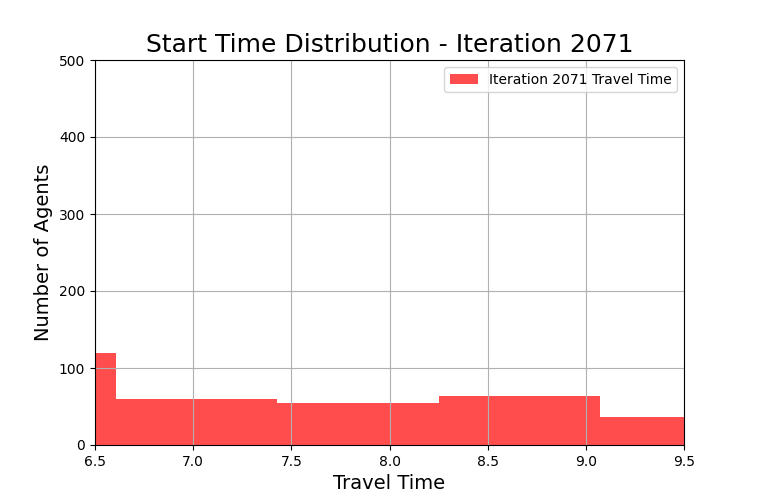 Start Time Distribution - Iteration 2071
Iteration 2071 Travel Time
Number of Agents
500
400
300
200
100
0
6.5 7.0 7.5 8.0 8.5 9.0 9.5
Travel Time